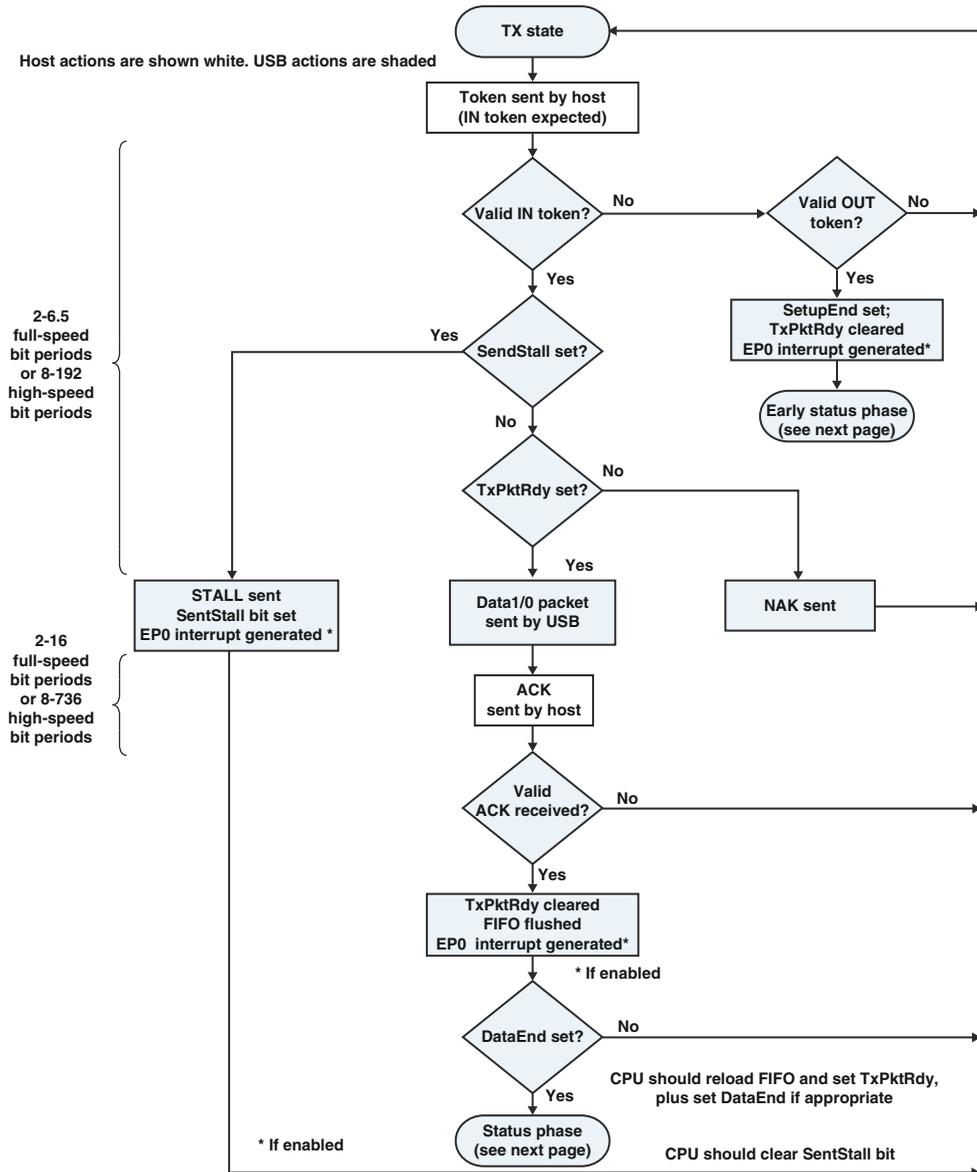 TX state
Host actions are shown white. USB actions are shaded
Token sent by host
(IN token expected)
Valid IN token?
No
Valid OUT
token?
No
Yes
Yes
SetupEnd set;
TxPktRdy cleared
EP0 interrupt generated*
Early status phase
(see next page)
2-6.5
full-speed
bit periods
or 8-192
high-speed
bit periods
Yes
SendStall set?
No
TxPktRdy set?
No
Yes
STALL sent
SentStall bit set
EP0 interrupt generated *
Data1/0 packet
sent by USB
NAK sent
2-16
full-speed
bit periods
or 8-736
high-speed
bit periods
ACK
sent by host
Valid
ACK received?
No
Yes
TxPktRdy cleared
FIFO flushed
EP0 interrupt generated*
* If enabled
DataEnd set?
No
CPU should reload FIFO and set TxPktRdy,
plus set DataEnd if appropriate
Yes
Status phase
(see next page)
* If enabled
CPU should clear SentStall bit